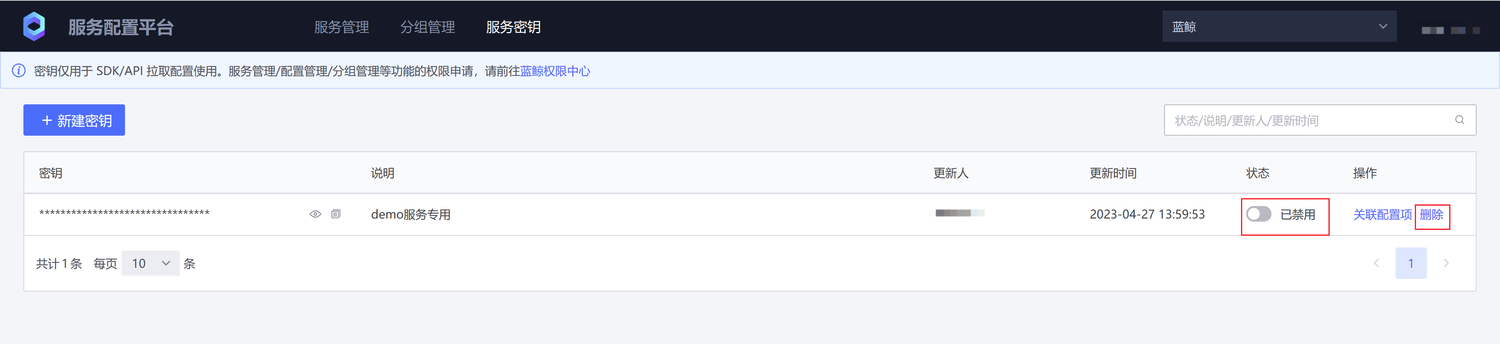 服务配置平台 服务管理 分组管理 服务密钥 蓝鲸
密钥仅用于 SDK/API 拉取配置使用。服务管理/配置管理/分组管理等功能的权限申请，请前往蓝鲸权限中心
+ 新建密钥 状态/说明/更新人/更新时间
密钥 说明 更新人 更新时间 状态 操作
******************************** demo服务专用 2023-04-27 13:59:53 已禁用 关联配置项 删除
共计 1 条 每页 10 条 1